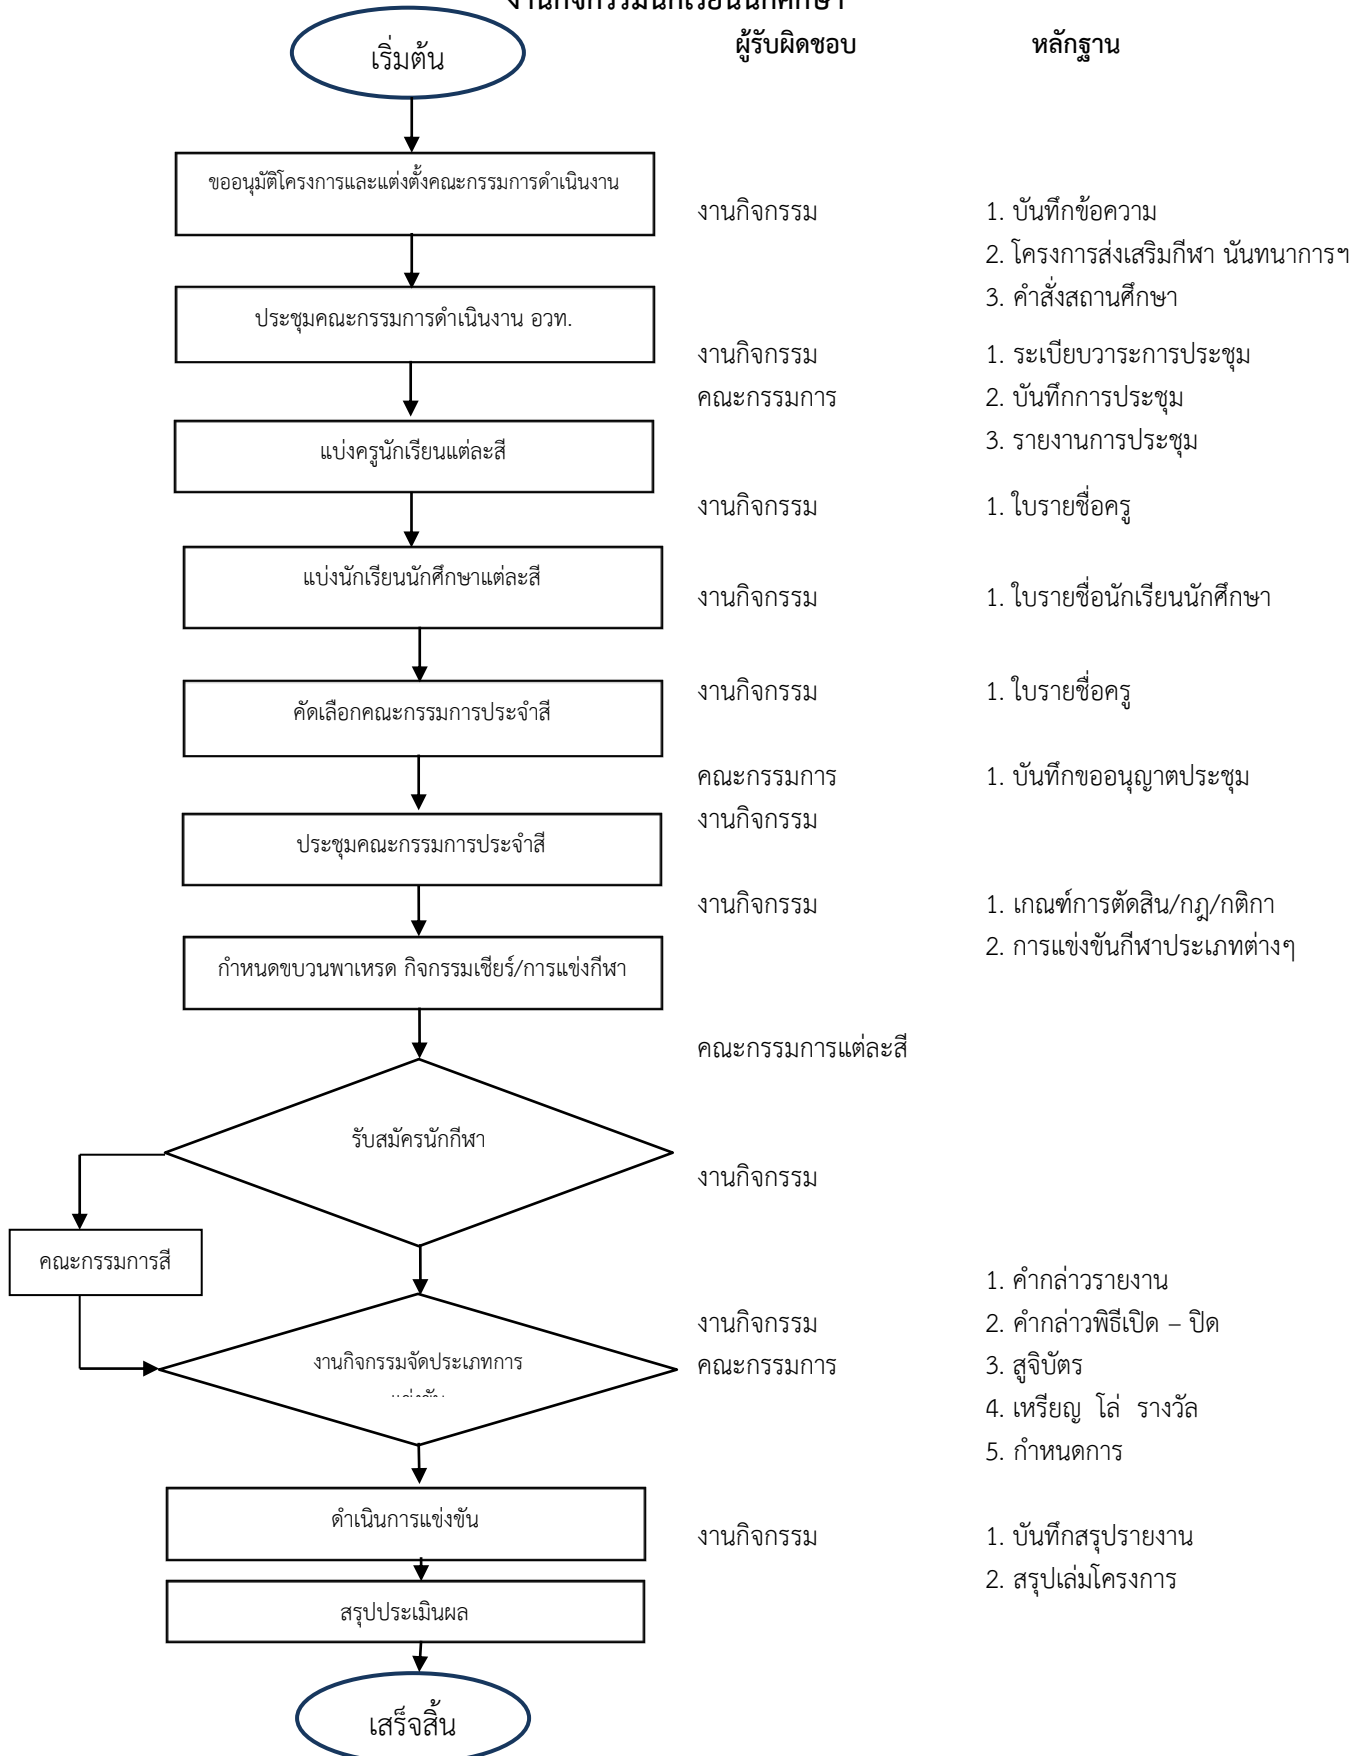 งานกิจกรรมนักเรียนนักศึกษา
ผู้รับผิดชอบ
หลักฐาน
เริ่มต้น
ขออนุมัติโครงการและแต่งตั้งคณะกรรมการดำเนินงาน
งานกิจกรรม
1. บันทึกข้อความ
2. โครงการส่งเสริมกีฬา นันทนาการฯ
3. คำสั่งสถานศึกษา
ประชุมคณะกรรมการดำเนินงาน อวท.
งานกิจกรรม
คณะกรรมการ
1. ระเบียบวาระการประชุม
2. บันทึกการประชุม
3. รายงานการประชุม
แบ่งครูนักเรียนแต่ละสี
งานกิจกรรม
1. ใบรายชื่อครู
แบ่งนักเรียนนักศึกษาแต่ละสี
งานกิจกรรม
1. ใบรายชื่อนักเรียนนักศึกษา
คัดเลือกคณะกรรมการประจำสี
งานกิจกรรม
1. ใบรายชื่อครู
คณะกรรมการ
งานกิจกรรม
1. บันทึกขออนุญาตประชุม
ประชุมคณะกรรมการประจำสี
งานกิจกรรม
1. เกณฑ์การตัดสิน/กฎ/กติกา
2. การแข่งขันกีฬาประเภทต่างๆ
กำหนดขบวนพาเหรด กิจกรรมเชียร์/การแข่งกีฬา
คณะกรรมการแต่ละสี
รับสมัครนักกีฬา
งานกิจกรรม
คณะกรรมการสี
งานกิจกรรมจัดประเภทการ
งานกิจกรรม
คณะกรรมการ
1. คำกล่าวรายงาน
2. คำกล่าวพิธีเปิด – ปิด
3. สูจิบัตร
4. เหรียญ โล่ รางวัล
5. กำหนดการ
ดำเนินการแข่งขัน
งานกิจกรรม
1. บันทึกสรุปรายงาน
2. สรุปเล่มโครงการ
สรุปประเมินผล
เสร็จสิ้น